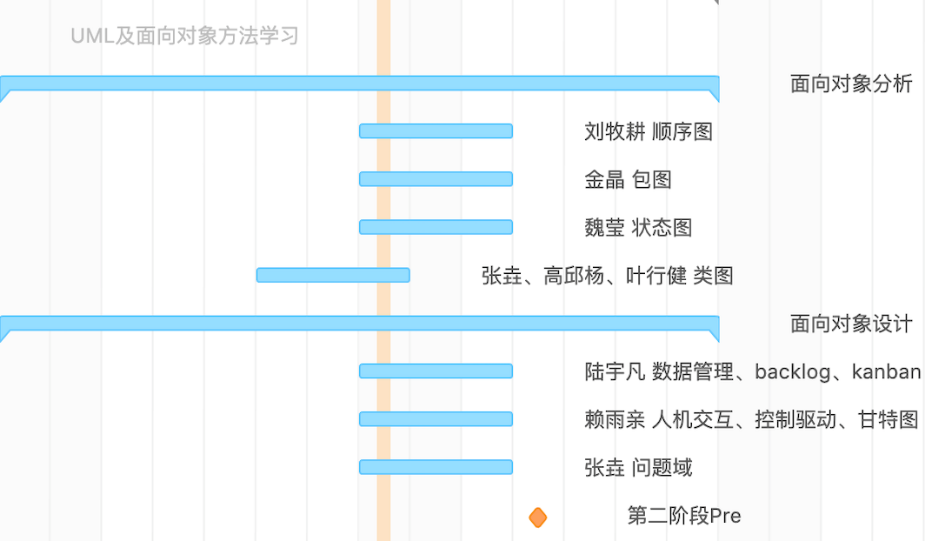 UML及面向对象方法学习
面向对象分析
刘牧耕 顺序图
金晶 包图
魏莹 状态图
张垚、高邱杨、叶行健 类图
面向对象设计
陆宇凡 数据管理、backlog、kanban
赖雨亲 人机交互、控制驱动、甘特图
张垚 问题域
第二阶段Pre